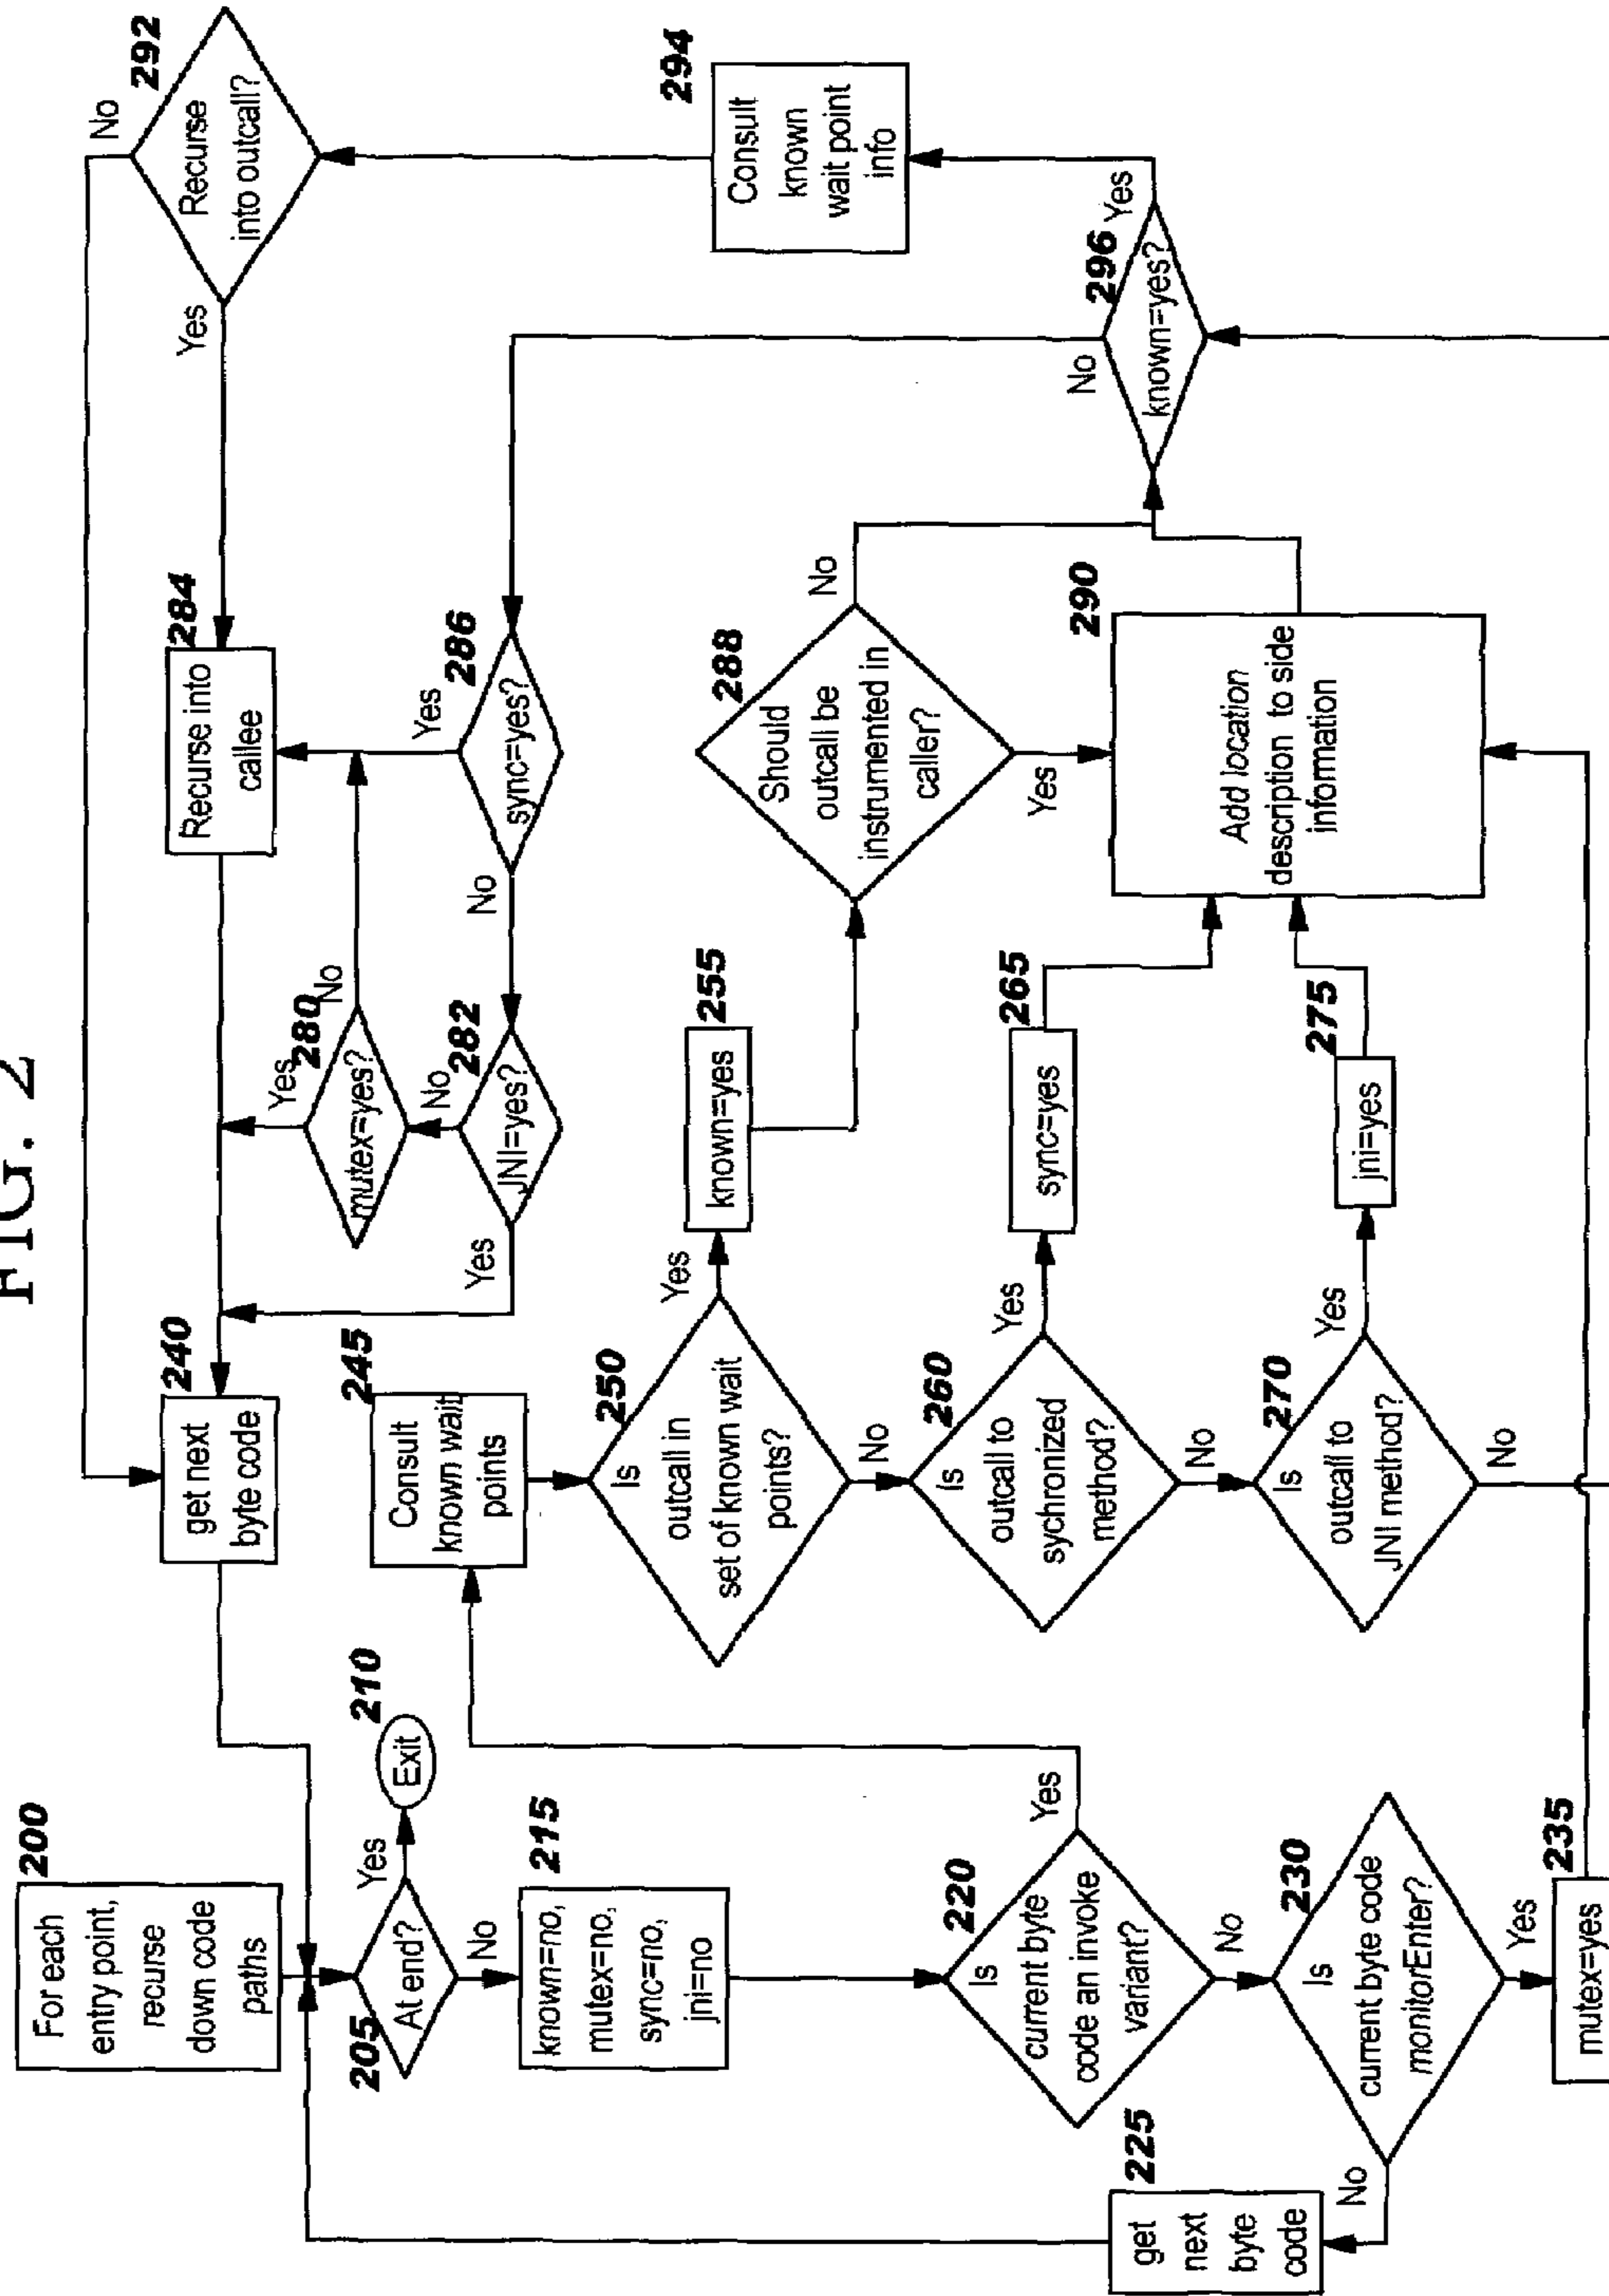 FIG. 2
200
For each
entry point,
recurse
down code
paths
205
At end?
Yes
210
Exit
No
215
known=no,
mutex=no,
sync=no,
jni=no
220
Is
current byte
code an invoke
variant?
Yes
No
225
get
next
byte
code
230
Is
current byte code
monitorEnter?
No
Yes
235
mutex=yes
240
get next
byte code
245
Consult
known wait
points
250
Is
outcall in
set of known wait
points?
Yes
No
255
known=yes
260
Is
outcall to
sychronized
method?
Yes
No
265
sync=yes
270
Is
outcall to
JNI method?
Yes
No
275
jni=yes
280
mutex=yes?
Yes
No
282
JNI=yes?
Yes
No
284
Recurse into
callee
286
sync=yes?
Yes
No
288
Should
outcall be
instrumented in
caller?
No
Yes
290
Add location
description to side
information
292
Recurse
into outcall?
No
Yes
294
Consult
known
wait point
info
296
known=yes?
Yes
No